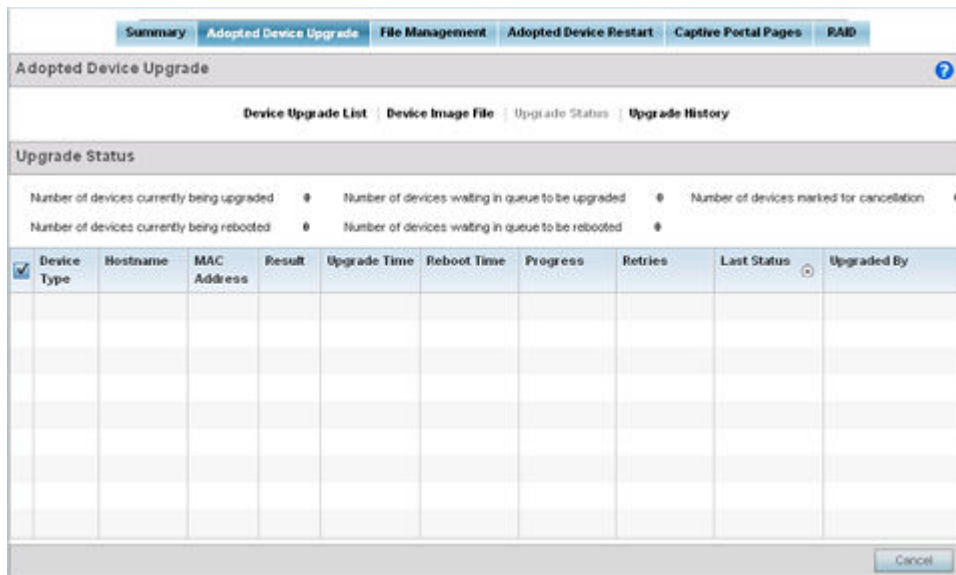 Summary Adopted Device Upgrade File Management Adopted Device Restart Captive Portal Pages RAID
Adopted Device Upgrade ?
Device Upgrade List | Device Image File | Upgrade Status | Upgrade History
Upgrade Status
Number of devices currently being upgraded 0 Number of devices waiting in queue to be upgraded 0 Number of devices marked for cancellation
Number of devices currently being rebooted 0 Number of devices waiting in queue to be rebooted 0
Device Type Hostname MAC Address Result Upgrade Time Reboot Time Progress Retries Last Status Upgraded By
Cancel